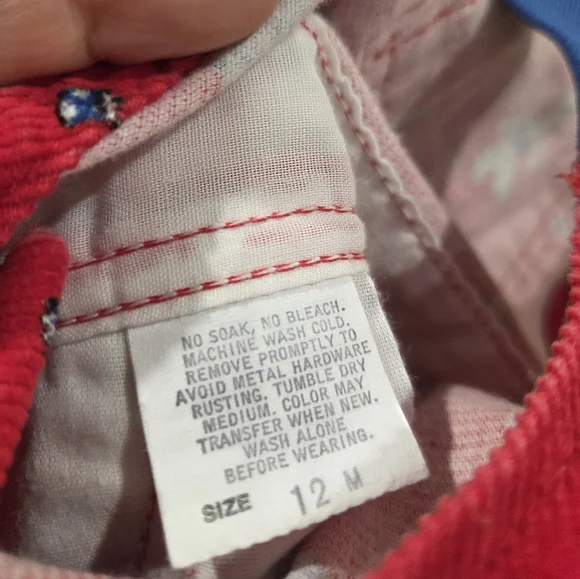 NO SOAK, NO BLEACH.
MACHINE WASH COLD.
REMOVE PROMPTLY TO
AVOID METAL HARDWARE
RUSTING. TUMBLE DRY
MEDIUM. COLOR MAY
TRANSFER WHEN NEW.
WASH ALONE
BEFORE WEARING.
SIZE 12 M